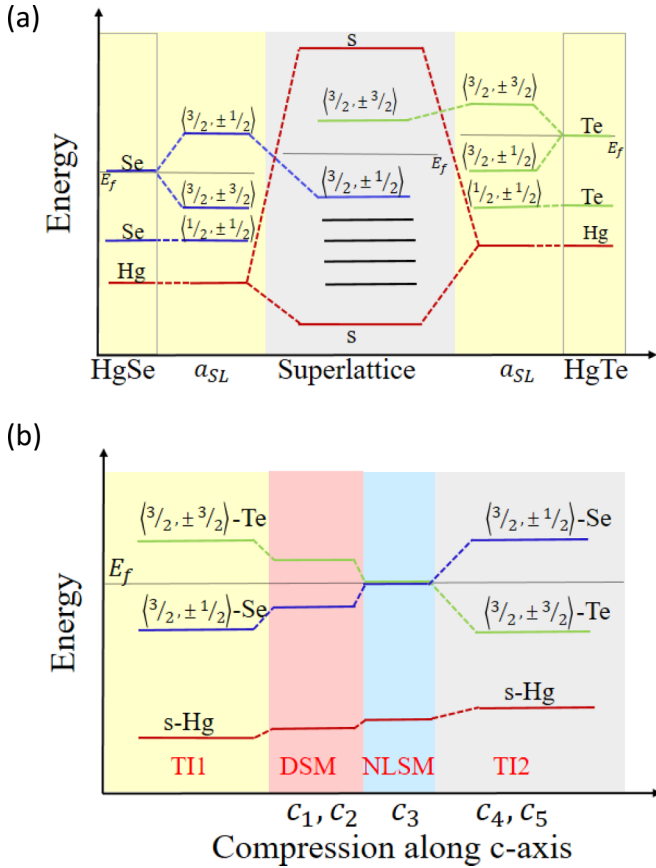 (a)
Energy
s
⟨3/2, ±3/2⟩
⟨3/2, ±1/2⟩
⟨3/2, ±3/2⟩
Te
Se
E_f
E_f
E_f
⟨3/2, ±1/2⟩
⟨3/2, ±1/2⟩
⟨3/2, ±3/2⟩
⟨1/2, ±1/2⟩
Te
Se
⟨1/2, ±1/2⟩
Hg
Hg
s
HgSe
a_SL
Superlattice
a_SL
HgTe
(b)
Energy
⟨3/2, ±3/2⟩-Te
⟨3/2, ±1/2⟩-Se
E_f
⟨3/2, ±1/2⟩-Se
⟨3/2, ±3/2⟩-Te
s-Hg
s-Hg
TI1
DSM
NLSM
TI2
c_1, c_2
c_3
c_4, c_5
Compression along c-axis